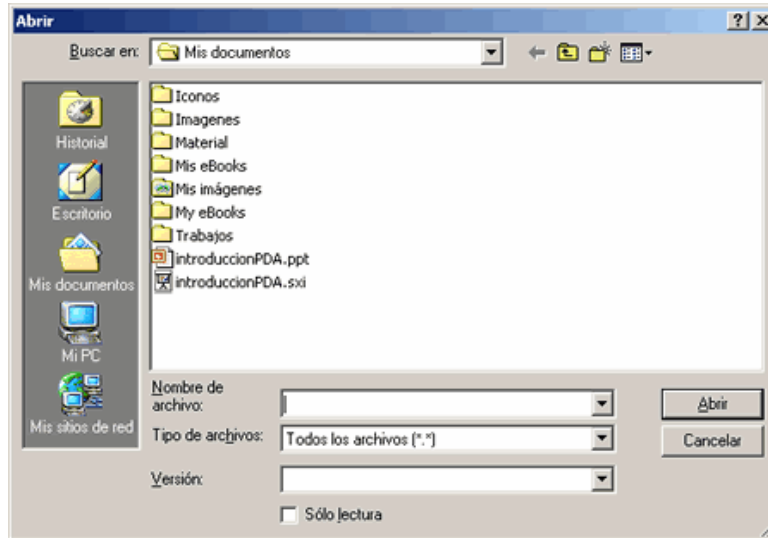 Abrir
Buscar en: Mis documentos
Historial
Escritorio
Mis documentos
Mi PC
Mis sitios de red
Iconos
Imagenes
Material
Mis eBooks
Mis imágenes
My eBooks
Trabajos
introduccionPDA.ppt
introduccionPDA.sxi
Nombre de
archivo:
Abrir
Tipo de archivos: Todos los archivos (*.*)
Cancelar
Versión:
Sólo lectura